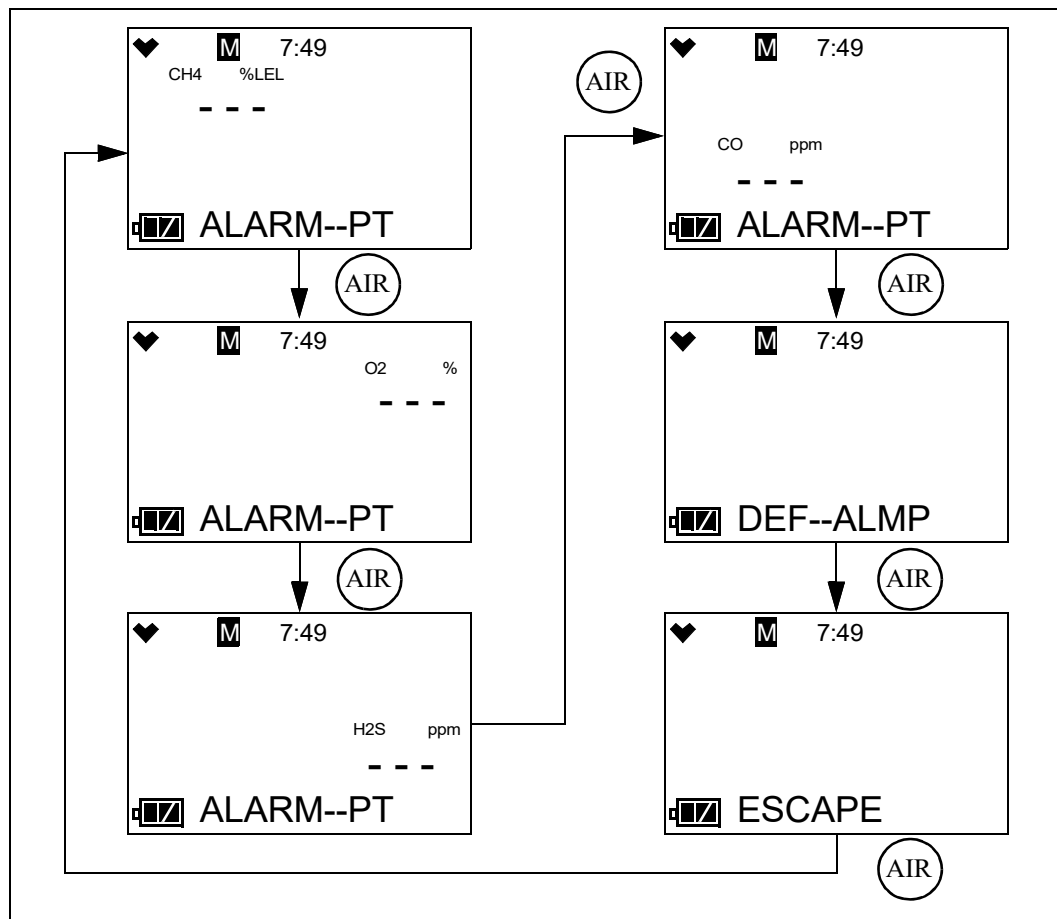 M 7:49
CH4 %LEL
- - -
ALARM--PT
AIR
M 7:49
O2 %
- - -
ALARM--PT
AIR
M 7:49
H2S ppm
- - -
ALARM--PT
AIR
M 7:49
CO ppm
- - -
ALARM--PT
AIR
M 7:49
DEF--ALMP
AIR
M 7:49
ESCAPE
AIR